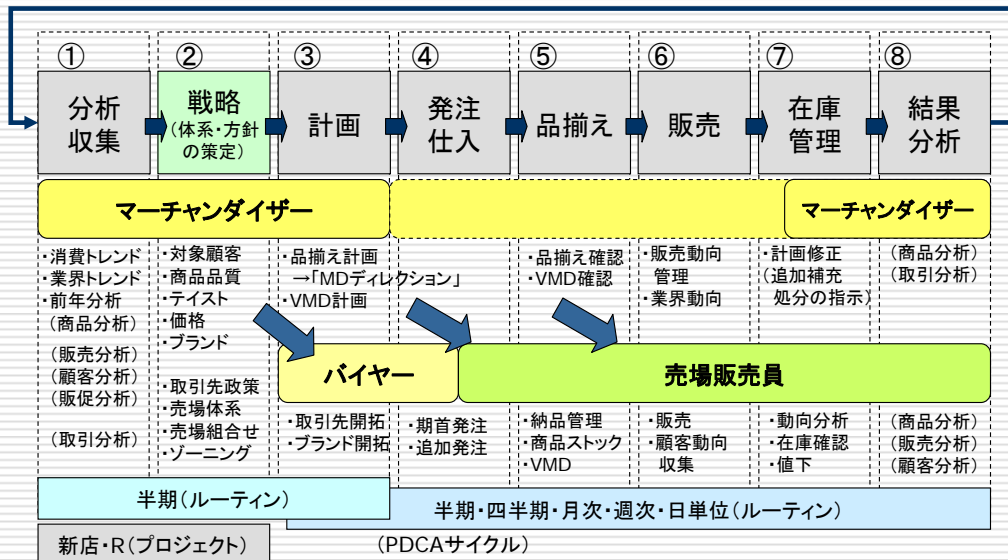 ①
②
③
④
⑤
⑥
⑦
⑧
分析
収集
戦略
(体系・方針
の策定)
計画
発注
仕入
品揃え
販売
在庫
管理
結果
分析
マーチャンダイザー
マーチャンダイザー
・消費トレンド
・業界トレンド
・前年分析
(商品分析)
(販売分析)
(顧客分析)
(販促分析)
(取引分析)
・対象顧客
・商品品質
・テイスト
・価格
・ブランド
・取引先政策
・売場体系
・売場組合せ
・ゾーニング
・品揃え計画
→「MDディレクション」
・VMD計画
・品揃え確認
・VMD確認
・販売動向
管理
・業界動向
・計画修正
(追加補充
処分の指示)
(商品分析)
(取引分析)
バイヤー
売場販売員
・取引先開拓
・ブランド開拓
・期首発注
・追加発注
・納品管理
・商品ストック
・VMD
・販売
・顧客動向
収集
・動向分析
・在庫確認
・値下
(商品分析)
(販売分析)
(顧客分析)
半期(ルーティン)
半期・四半期・月次・週次・日単位(ルーティン)
新店・R(プロジェクト)
(PDCAサイクル)